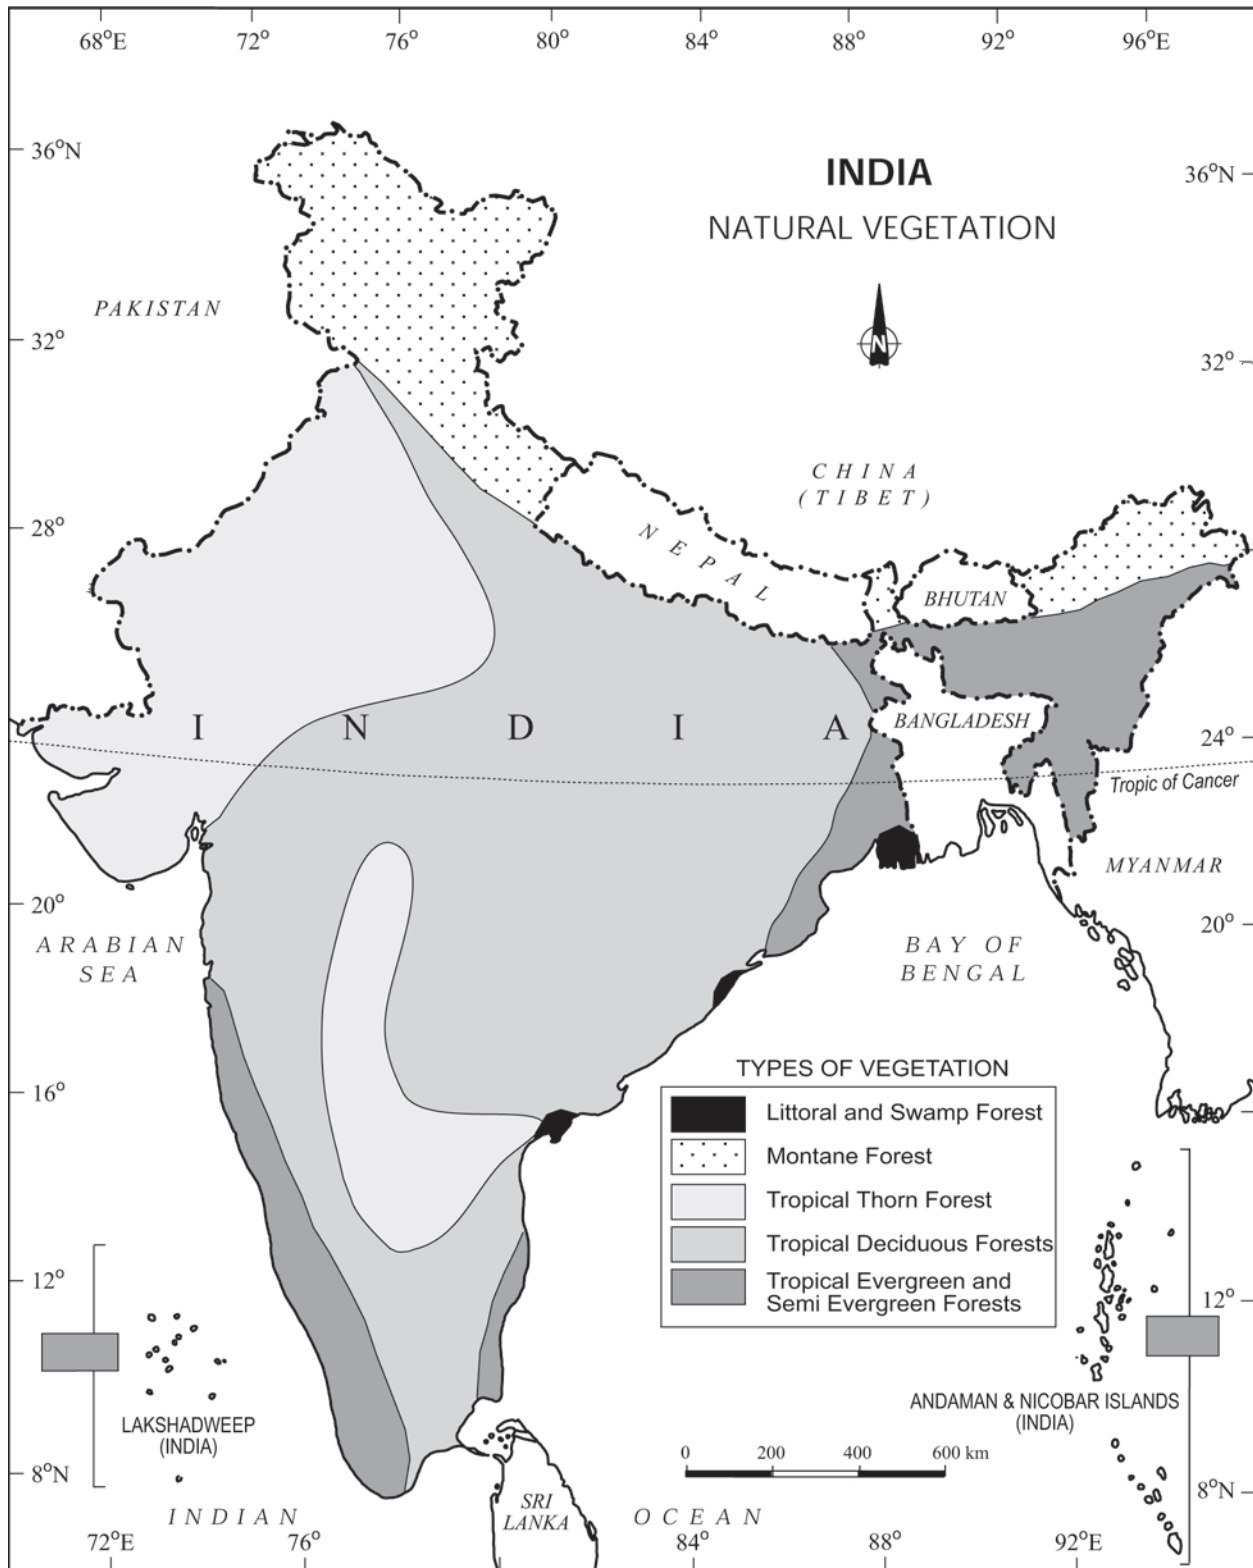 68°E 72° 76° 80° 84° 88° 92° 96°E
36°N
INDIA
36°N
NATURAL VEGETATION
PAKISTAN
N
32°
32°
CHINA
(TIBET)
28°
NEPAL
BHUTAN
I N D I A
BANGLADESH
24°
Tropic of Cancer
MYANMAR
20°
20°
ARABIAN
SEA
BAY OF
BENGAL
TYPES OF VEGETATION
16°
Littoral and Swamp Forest
Montane Forest
Tropical Thorn Forest
Tropical Deciduous Forests
12°
Tropical Evergreen and
Semi Evergreen Forests
12°
LAKSHADWEEP
(INDIA)
ANDAMAN & NICOBAR ISLANDS
(INDIA)
0 200 400 600 km
8°N
8°N
SRI
LANKA
INDIAN OCEAN
72°E 76° 84° 88° 92°E